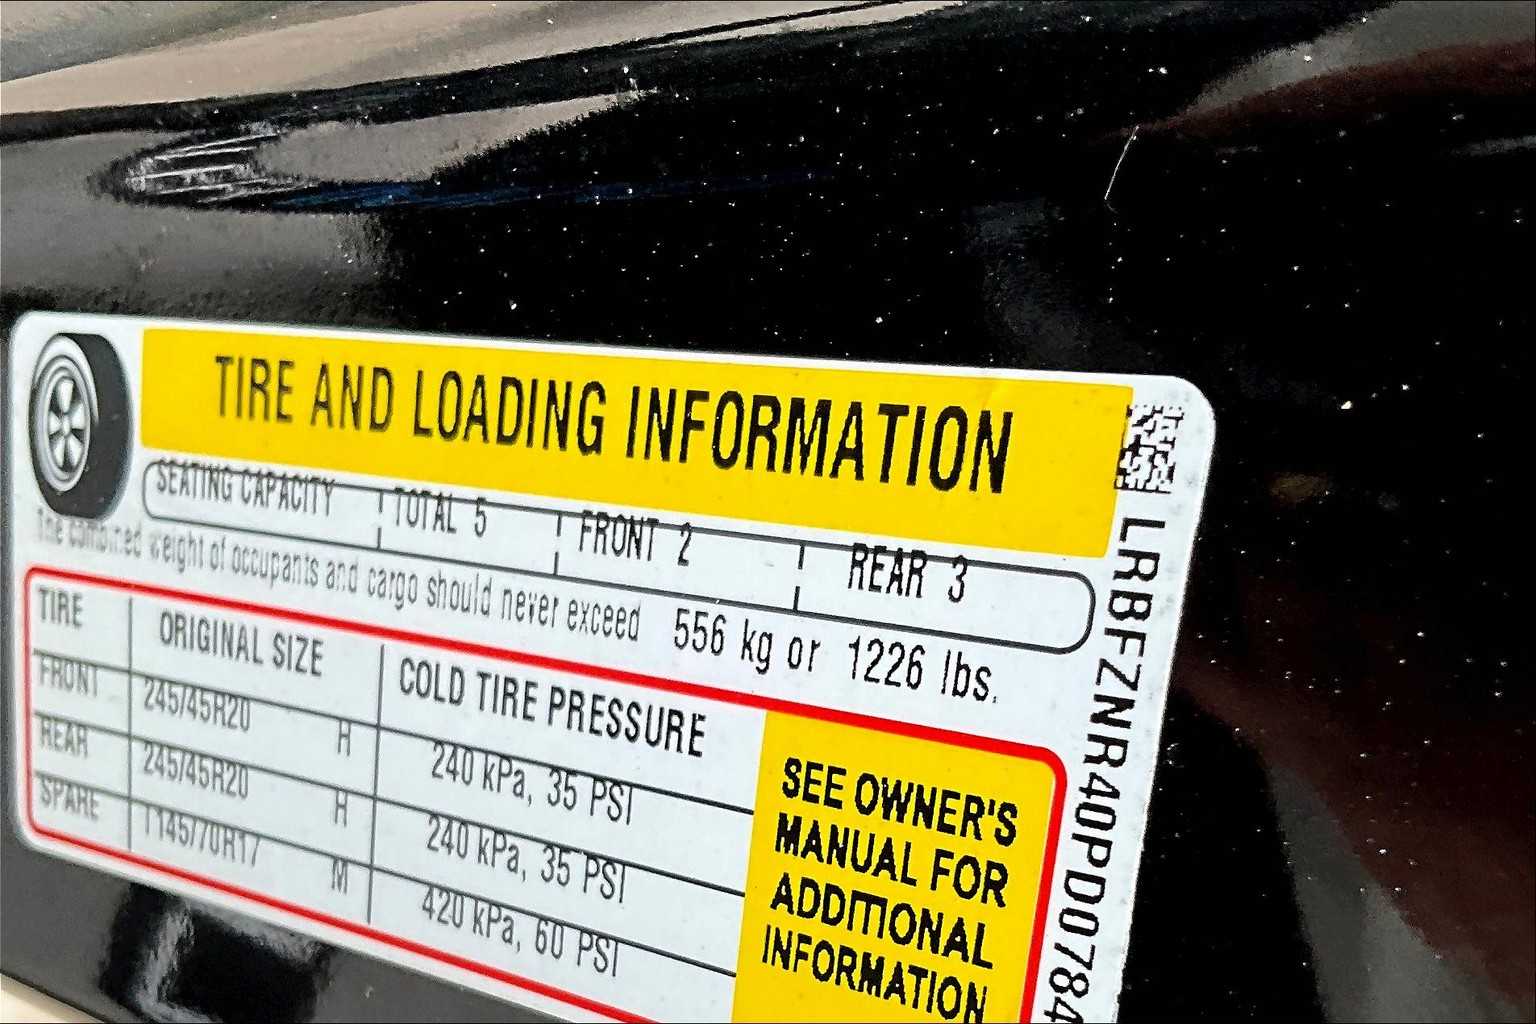 TIRE AND LOADING INFORMATION
SEATING CAPACITY TOTAL 5 FRONT 2 REAR 3
The combined weight of occupants and cargo should never exceed 556 kg or 1226 lbs.
TIRE ORIGINAL SIZE COLD TIRE PRESSURE
FRONT 245/45R20 H 240 kPa, 35 PSI
REAR 245/45R20 H 240 kPa, 35 PSI
SPARE T145/70R17 M 420 kPa, 60 PSI
SEE OWNER'S
MANUAL FOR
ADDITIONAL
INFORMATION
LRBFZNR40PD0784